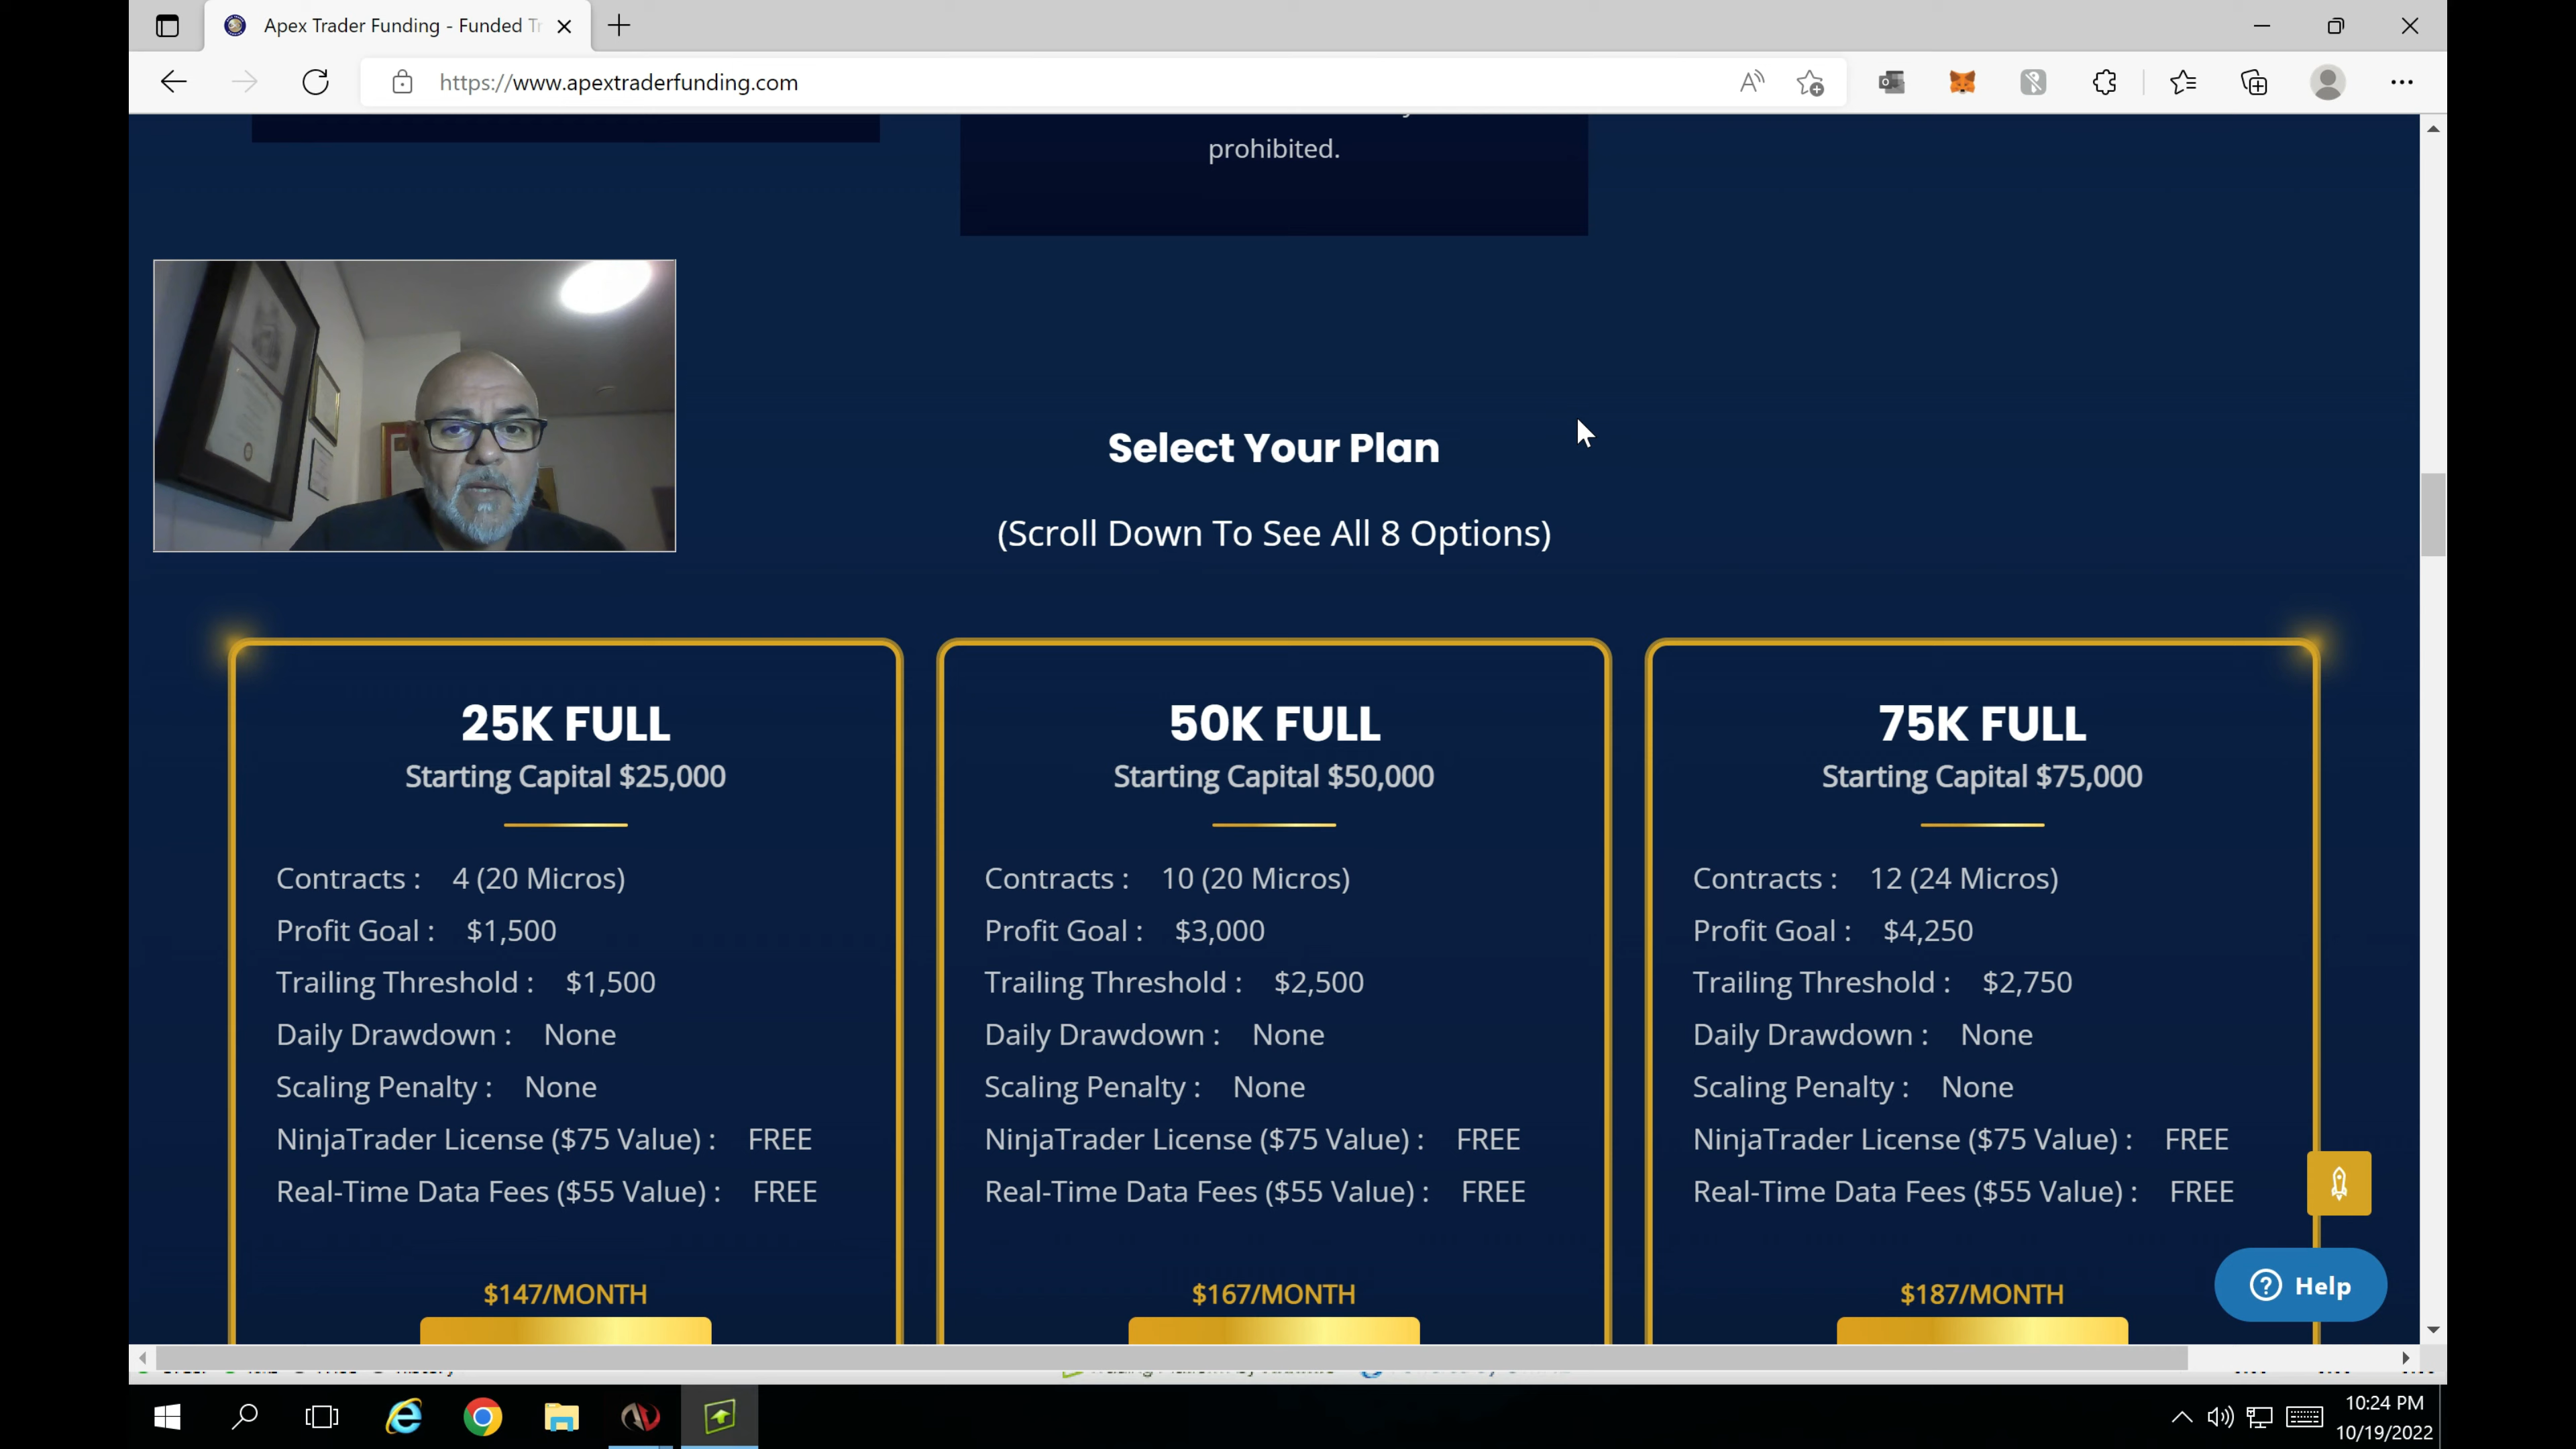 Apex Trader Funding - Funded Tr
https://www.apextraderfunding.com
prohibited.
Select Your Plan
(Scroll Down To See All 8 Options)
25K FULL
Starting Capital $25,000
Contracts : 4 (20 Micros)
Profit Goal : $1,500
Trailing Threshold : $1,500
Daily Drawdown : None
Scaling Penalty : None
NinjaTrader License ($75 Value) : FREE
Real-Time Data Fees ($55 Value) : FREE
$147/MONTH
50K FULL
Starting Capital $50,000
Contracts : 10 (20 Micros)
Profit Goal : $3,000
Trailing Threshold : $2,500
Daily Drawdown : None
Scaling Penalty : None
NinjaTrader License ($75 Value) : FREE
Real-Time Data Fees ($55 Value) : FREE
$167/MONTH
75K FULL
Starting Capital $75,000
Contracts : 12 (24 Micros)
Profit Goal : $4,250
Trailing Threshold : $2,750
Daily Drawdown : None
Scaling Penalty : None
NinjaTrader License ($75 Value) : FREE
Real-Time Data Fees ($55 Value) : FREE
$187/MONTH
Help
10:24 PM
10/19/2022